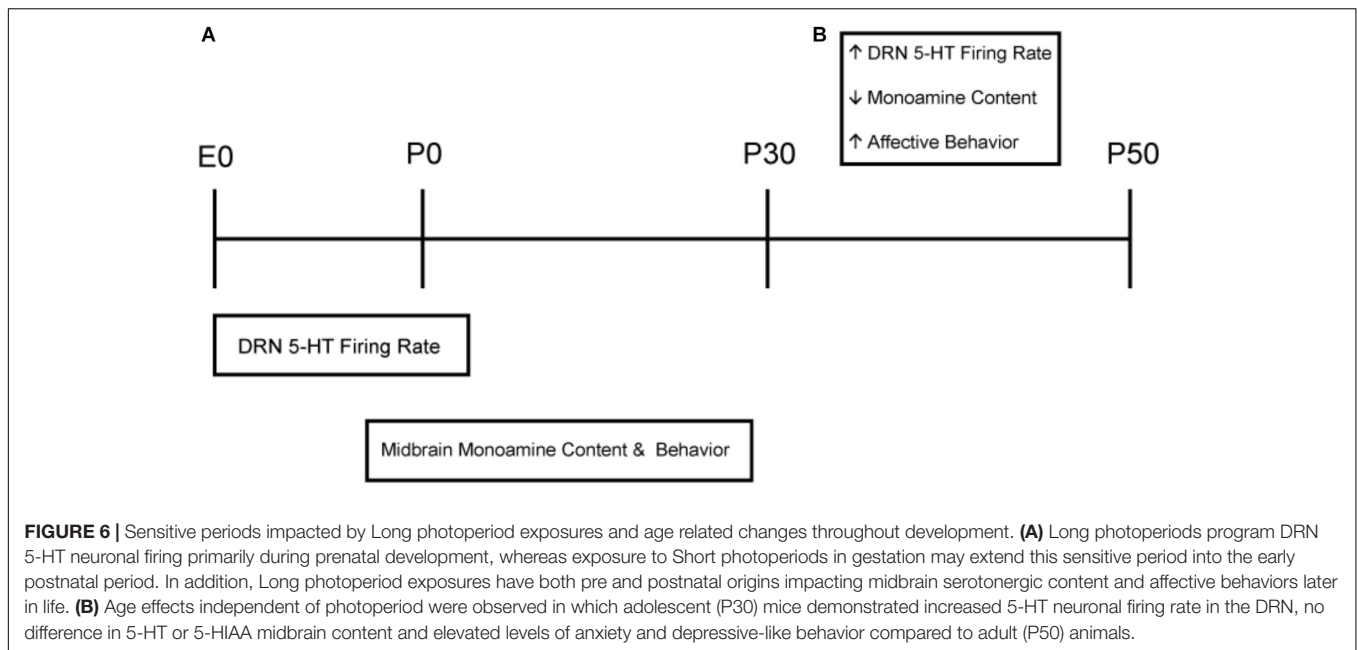 A
B
↑ DRN 5-HT Firing Rate
↓ Monoamine Content
↑ Affective Behavior
E0
P0
P30
P50
DRN 5-HT Firing Rate
Midbrain Monoamine Content & Behavior
FIGURE 6 | Sensitive periods impacted by Long photoperiod exposures and age related changes throughout development. (A) Long photoperiods program DRN
5-HT neuronal firing primarily during prenatal development, whereas exposure to Short photoperiods in gestation may extend this sensitive period into the early
postnatal period. In addition, Long photoperiod exposures have both pre and postnatal origins impacting midbrain serotonergic content and affective behaviors later
in life. (B) Age effects independent of photoperiod were observed in which adolescent (P30) mice demonstrated increased 5-HT neuronal firing rate in the DRN, no
difference in 5-HT or 5-HIAA midbrain content and elevated levels of anxiety and depressive-like behavior compared to adult (P50) animals.